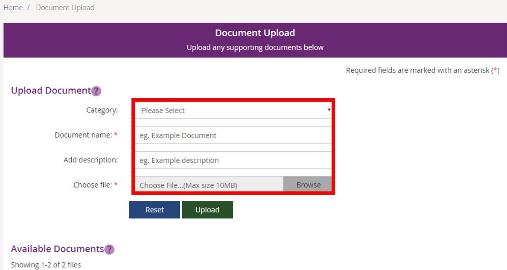 Home / Document Upload
Document Upload
Upload any supporting documents below
Required fields are marked with an asterisk (*)
Upload Document ?
Category: Please Select
Document name: * eg. Example Document
Add description: eg. Example description
Choose file: * Choose File...(Max size 10MB) Browse
Reset Upload
Available Documents ?
Showing 1-2 of 2 files